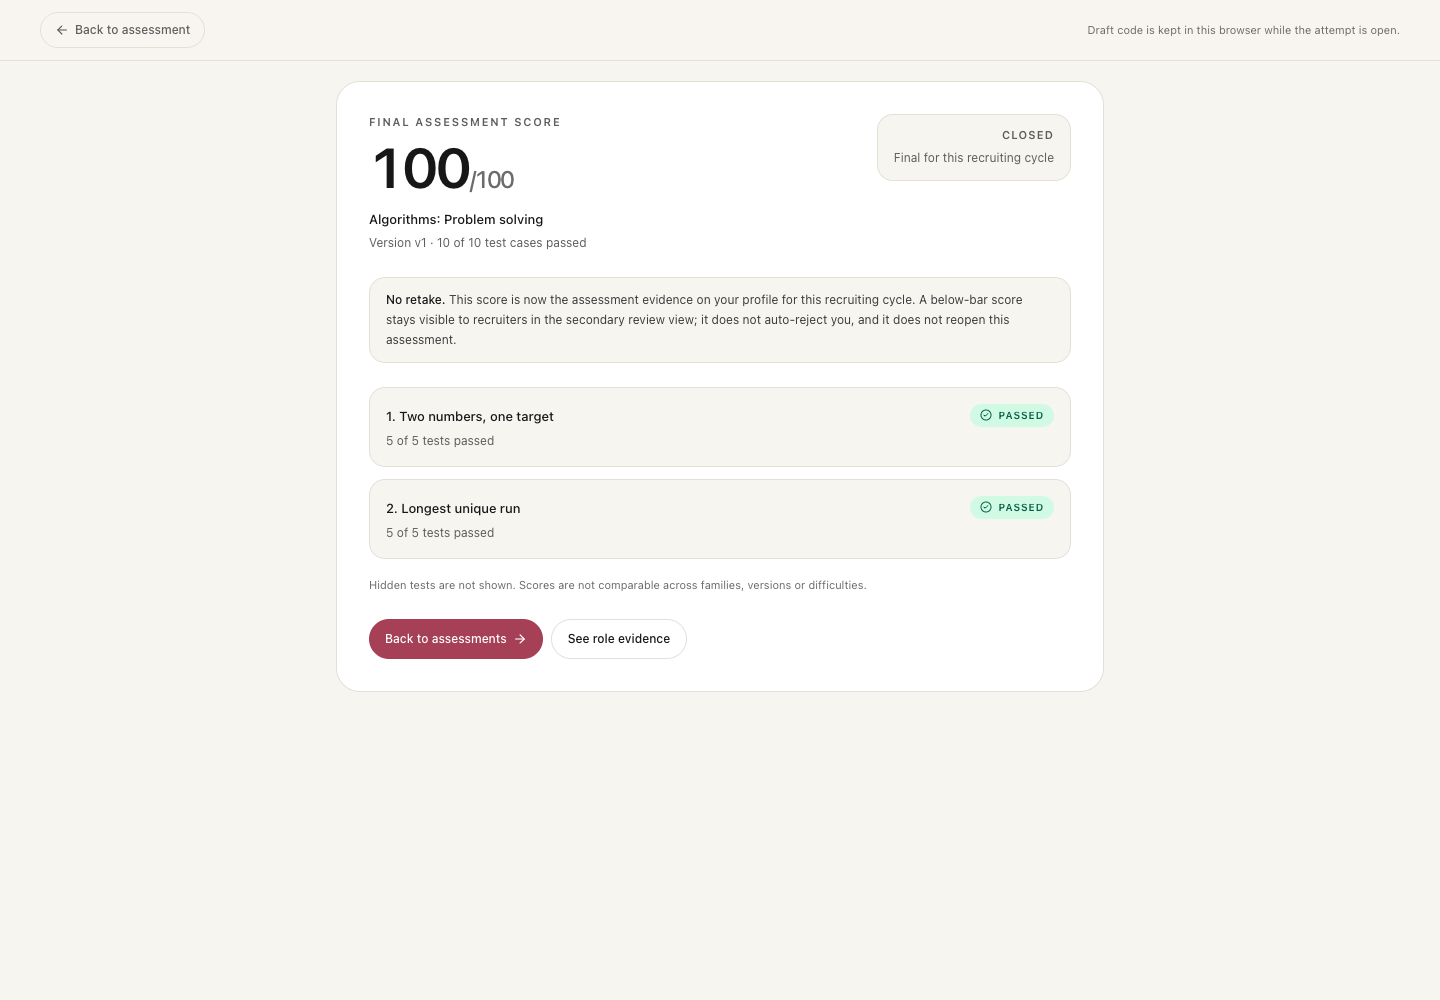 Back to assessment
Draft code is kept in this browser while the attempt is open.
FINAL ASSESSMENT SCORE
100/100
CLOSED
Final for this recruiting cycle
Algorithms: Problem solving
Version v1 · 10 of 10 test cases passed
No retake. This score is now the assessment evidence on your profile for this recruiting cycle. A below-bar score
stays visible to recruiters in the secondary review view; it does not auto-reject you, and it does not reopen this
assessment.
1. Two numbers, one target
PASSED
5 of 5 tests passed
2. Longest unique run
PASSED
5 of 5 tests passed
Hidden tests are not shown. Scores are not comparable across families, versions or difficulties.
Back to assessments
See role evidence